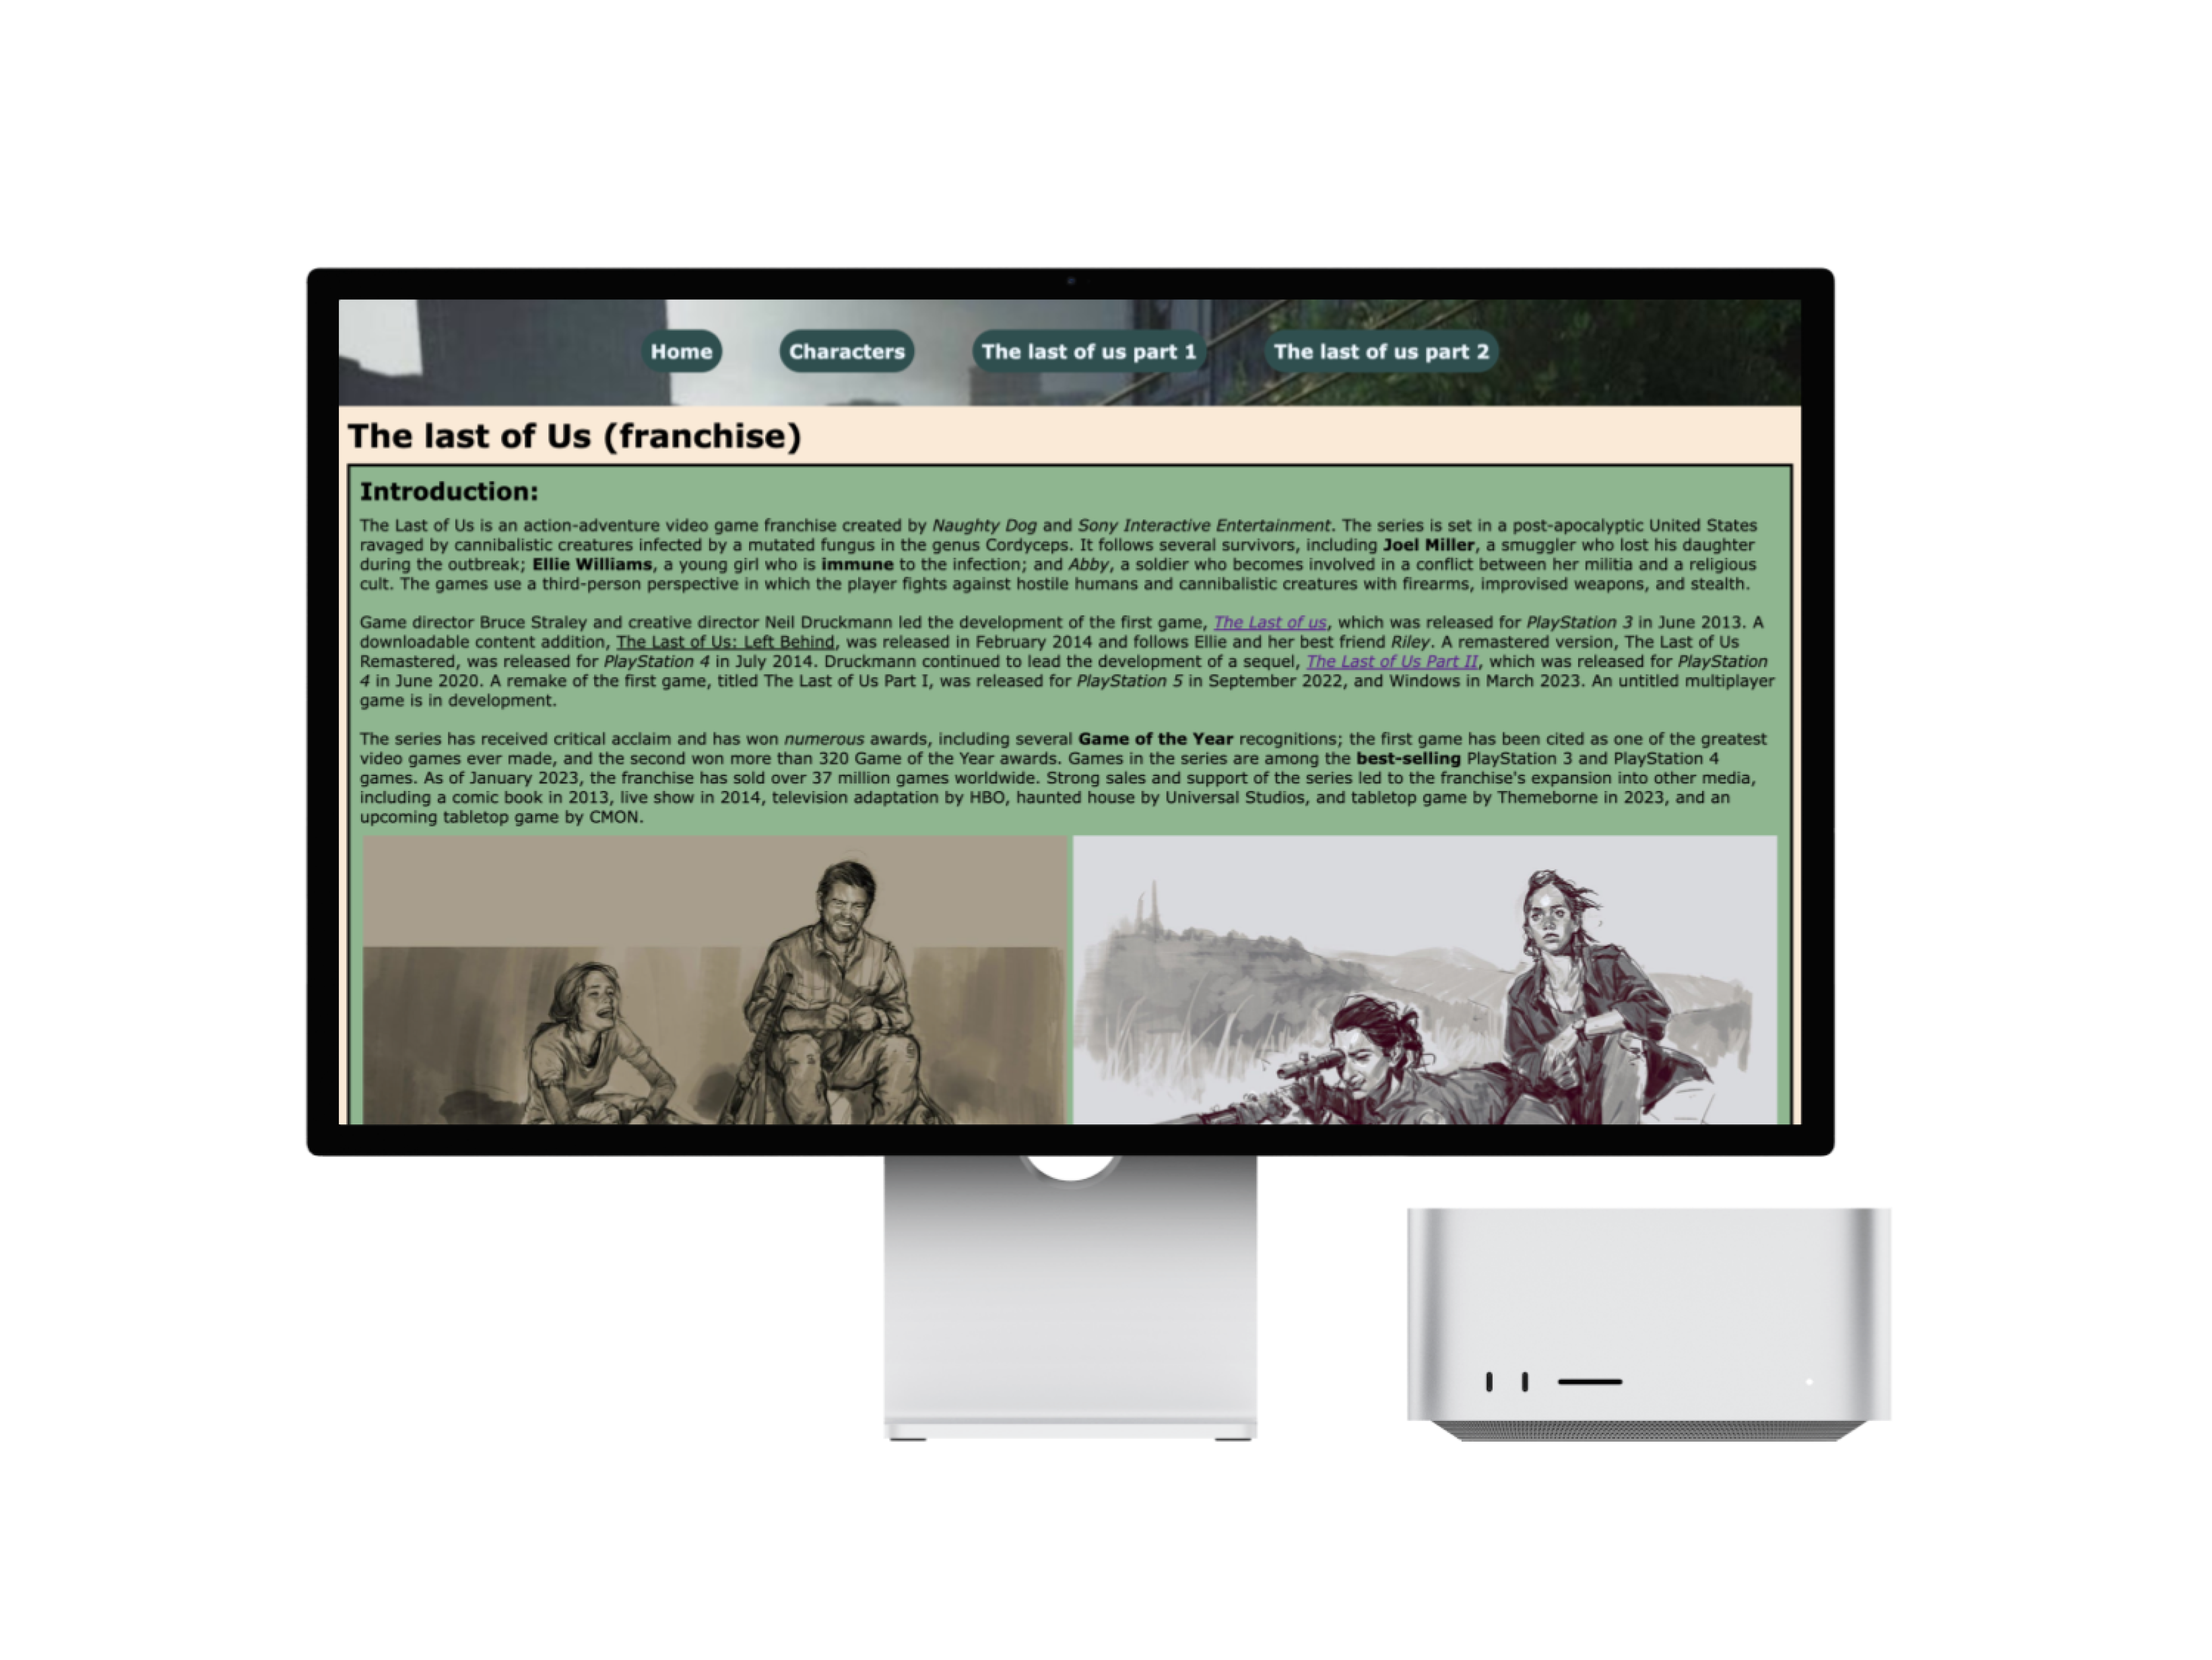 Home
Characters
The last of us part 1
The last of us part 2
The last of Us (franchise)
Introduction:
The Last of Us is an action-adventure video game franchise created by Naughty Dog and Sony Interactive Entertainment. The series is set in a post-apocalyptic United States
ravaged by cannibalistic creatures infected by a mutated fungus in the genus Cordyceps. It follows several survivors, including Joel Miller, a smuggler who lost his daughter
during the outbreak; Ellie Williams, a young girl who is immune to the infection; and Abby, a soldier who becomes involved in a conflict between her militia and a religious
cult. The games use a third-person perspective in which the player fights against hostile humans and cannibalistic creatures with firearms, improvised weapons, and stealth.
Game director Bruce Straley and creative director Neil Druckmann led the development of the first game, The Last of us, which was released for PlayStation 3 in June 2013. A
downloadable content addition, The Last of Us: Left Behind, was released in February 2014 and follows Ellie and her best friend Riley. A remastered version, The Last of Us
Remastered, was released for PlayStation 4 in July 2014. Druckmann continued to lead the development of a sequel, The Last of Us Part II, which was released for PlayStation
4 in June 2020. A remake of the first game, titled The Last of Us Part I, was released for PlayStation 5 in September 2022, and Windows in March 2023. An untitled multiplayer
game is in development.
The series has received critical acclaim and has won numerous awards, including several Game of the Year recognitions; the first game has been cited as one of the greatest
video games ever made, and the second won more than 320 Game of the Year awards. Games in the series are among the best-selling PlayStation 3 and PlayStation 4
games. As of January 2023, the franchise has sold over 37 million games worldwide. Strong sales and support of the series led to the franchise's expansion into other media,
including a comic book in 2013, live show in 2014, television adaptation by HBO, haunted house by Universal Studios, and tabletop game by Themeborne in 2023, and an
upcoming tabletop game by CMON.